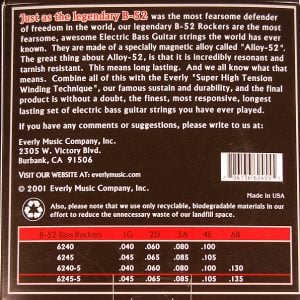 Just as the legendary B-52 was the most fearsome defender
of freedom in the world, our legendary B-52 Rockers are the most
fearsome, awesome Electric Bass Guitar strings the world has ever
known. They are made of a specially magnetic alloy called "Alloy-52".
The great thing about Alloy-52, is that it is incredibly resonant and
tarnish resistant. This means long lasting. And we all know what that
means. Combine all of this with the Everly "Super High Tension
Winding Technique", our famous sustain and durability, and the final
product is without a doubt, the finest, most responsive, longest
lasting set of electric bass guitar strings you have ever played.
If you have any comments or suggestions, please write to us at:
Everly Music Company, Inc.
2305 W. Victory Blvd.
Burbank, CA 91506
VISIT OUR WEBSITE AT: everlymusic.com
© 2001 Everly Music Company, Inc.
Made in USA
Also, please note that we use only recyclable, biodegradable materials in our
effort to reduce the unnecessary waste of our landfill space.
B-52 Bass Rockers 1G 2D 3A 4E 6B
6240 .040 .060 .080 .100
6245 .045 .065 .085 .105
6240-5 .040 .060 .080 .100 .130
6245-5 .045 .065 .085 .105 .135